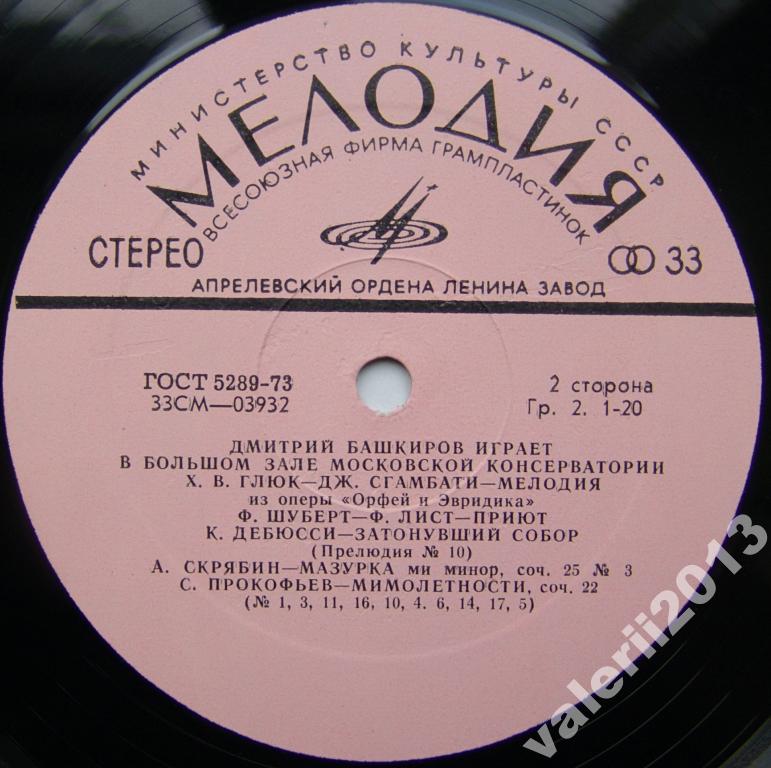 МИНИСТЕРСТВО КУЛЬТУРЫ СССР
МЕЛОДИЯ
ВСЕСОЮЗНАЯ ФИРМА ГРАМПЛАСТИНОК
СТЕРЕО
33
АПРЕЛЕВСКИЙ ОРДЕНА ЛЕНИНА ЗАВОД
ГОСТ 5289-73
2 сторона
33СМ—03932
Гр. 2. 1-20
ДМИТРИЙ БАШКИРОВ ИГРАЕТ
В БОЛЬШОМ ЗАЛЕ МОСКОВСКОЙ КОНСЕРВАТОРИИ
Х. В. ГЛЮК—ДЖ. СГАМБАТИ—МЕЛОДИЯ
из оперы «Орфей и Эвридика»
Ф. ШУБЕРТ—Ф. ЛИСТ—ПРИЮТ
К. ДЕБЮССИ—ЗАТОНУВШИЙ СОБОР
(Прелюдия № 10)
А. СКРЯБИН—МАЗУРКА ми минор, соч. 25 № 3
С. ПРОКОФЬЕВ—МИМОЛЕТНОСТИ, соч. 22
(№ 1, 3, 11, 16, 10, 4. 6, 14, 17, 5)
valerii2013